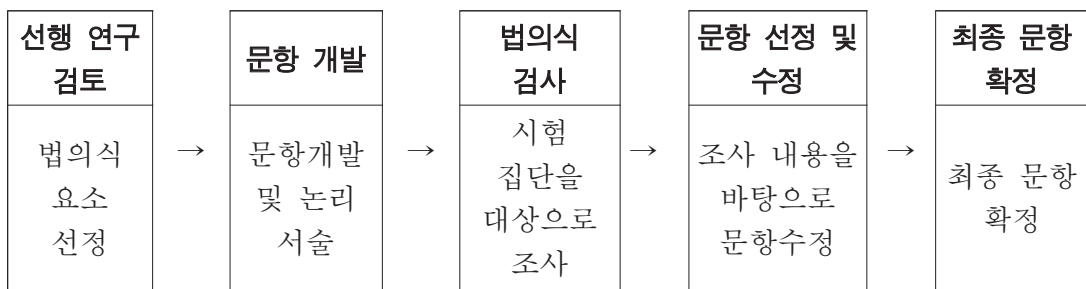 선행 연구
검토
법의식
요소
선정
→
문항 개발
문항개발
및 논리
서술
→
법의식
검사
시험
집단을
대상으로
조사
→
문항 선정 및
수정
조사 내용을
바탕으로
문항수정
→
최종 문항
확정
최종 문항
확정